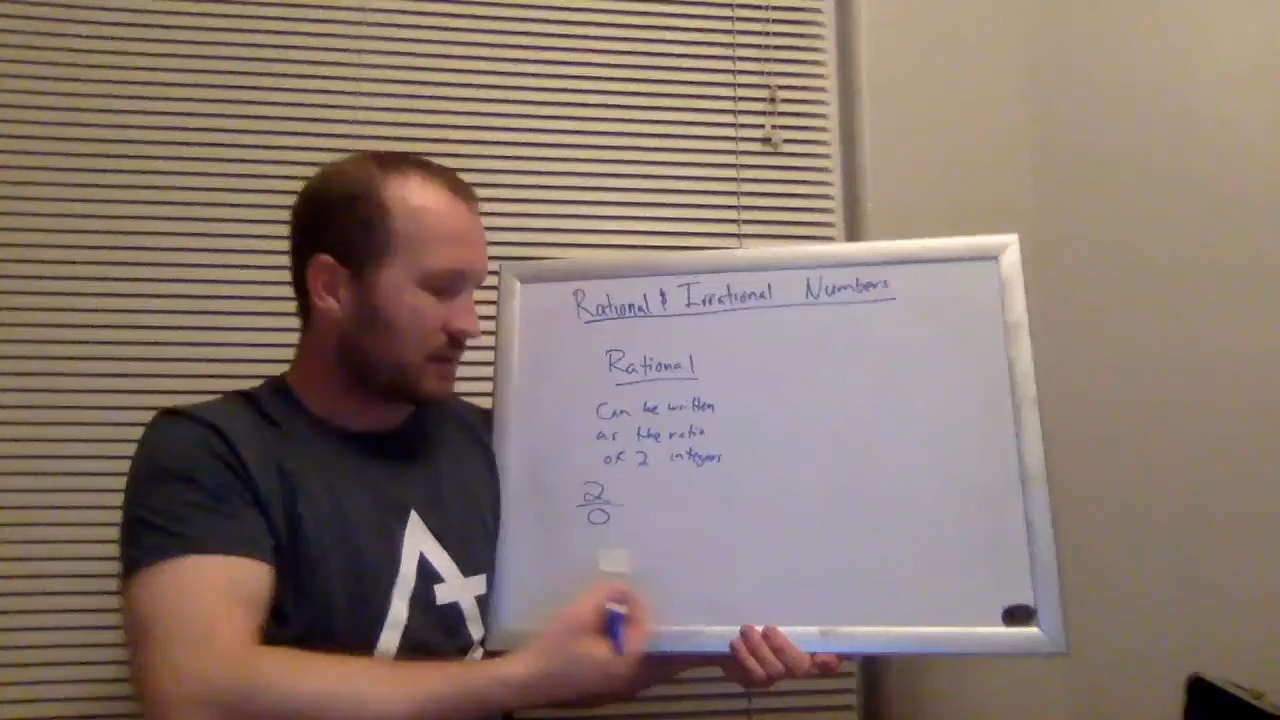 Rational & Irrational Numbers
Rational
Can be written
as the ratio
of 2 integers
2
0